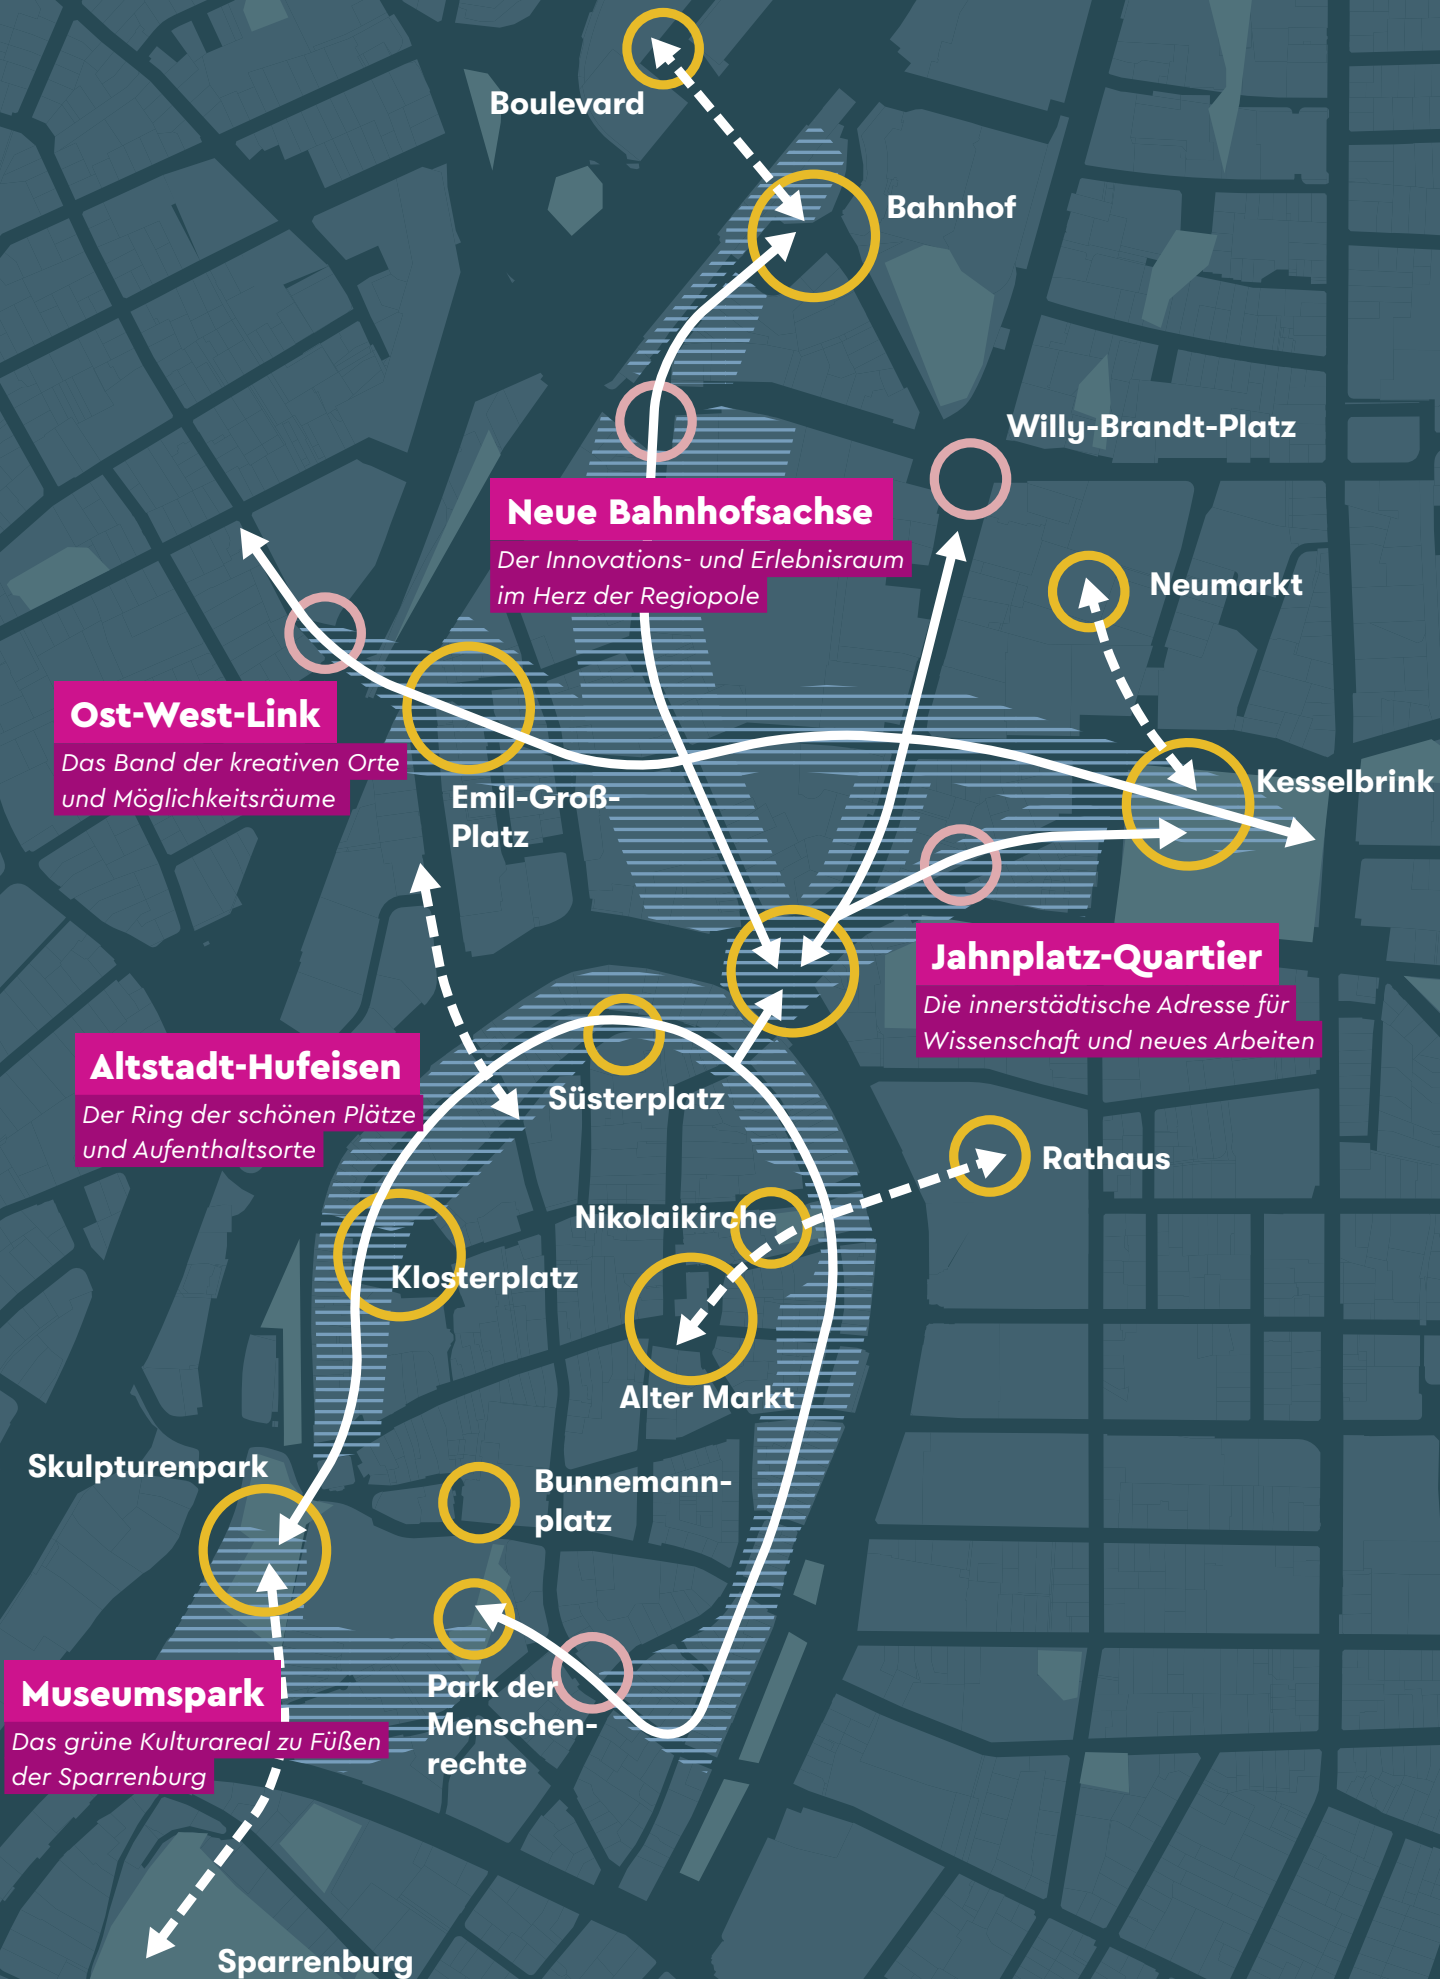 Boulevard
Bahnhof
Willy-Brandt-Platz
Neue Bahnhofsachse
Der Innovations- und Erlebnisraum
im Herz der Regiopole
Neumarkt
Ost-West-Link
Das Band der kreativen Orte
und Möglichkeitsräume
Emil-Groß-
Platz
Kesselbrink
Jahnplatz-Quartier
Die innerstädtische Adresse für
Wissenschaft und neues Arbeiten
Altstadt-Hufeisen
Der Ring der schönen Plätze
und Aufenthaltsorte
Süsterplatz
Rathaus
Nikolaikirche
Klosterplatz
Alter Markt
Skulpturenpark
Bunnemann-
platz
Park der
Menschen-
rechte
Museumspark
Das grüne Kulturareal zu Füßen
der Sparrenburg
Sparrenburg